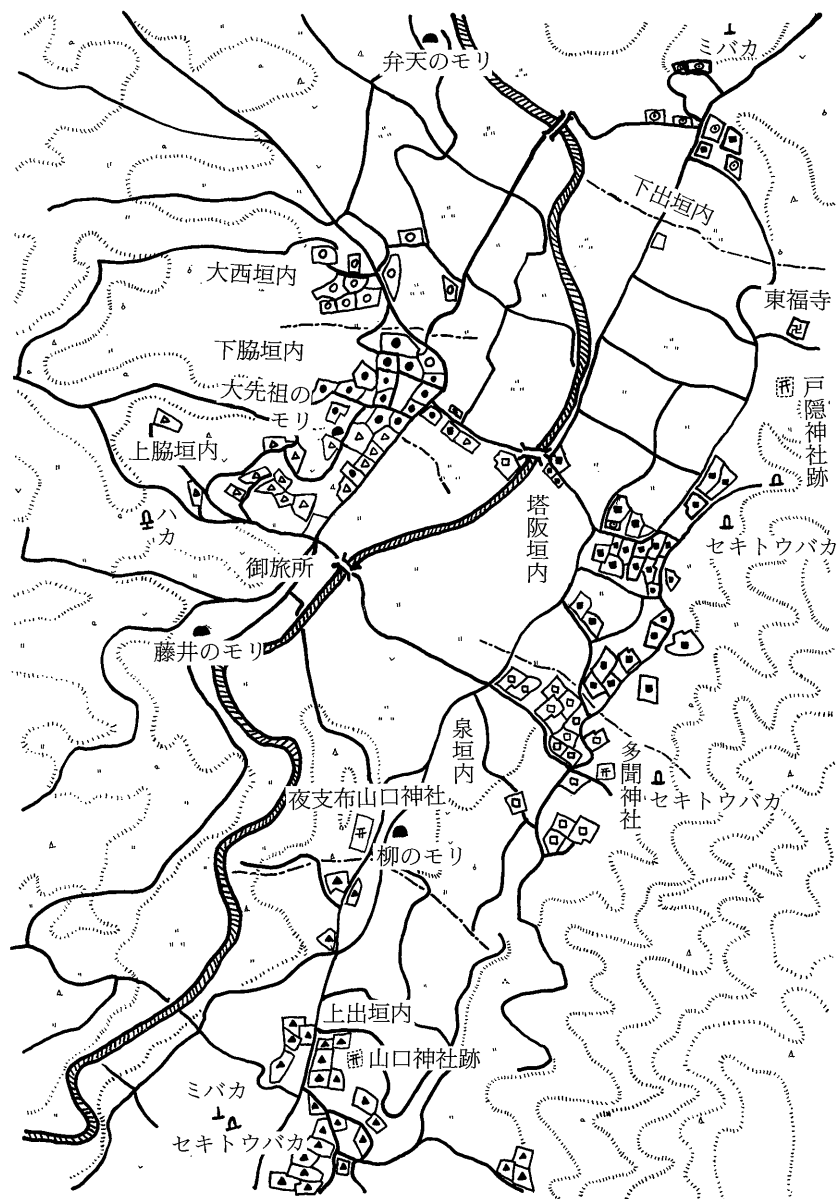 ミバカ
弁天のモリ
下出垣内
大西垣内
東福寺
下脇垣内
大先祖の
モリ
戸隠神社跡
上脇垣内
ハカ
塔阪垣内
セキトウバカ
御旅所
藤井のモリ
泉垣内
多聞神社
セキトウバカ
夜支布山口神社
柳のモリ
上出垣内
山口神社跡
ミバカ
セキトウバカ